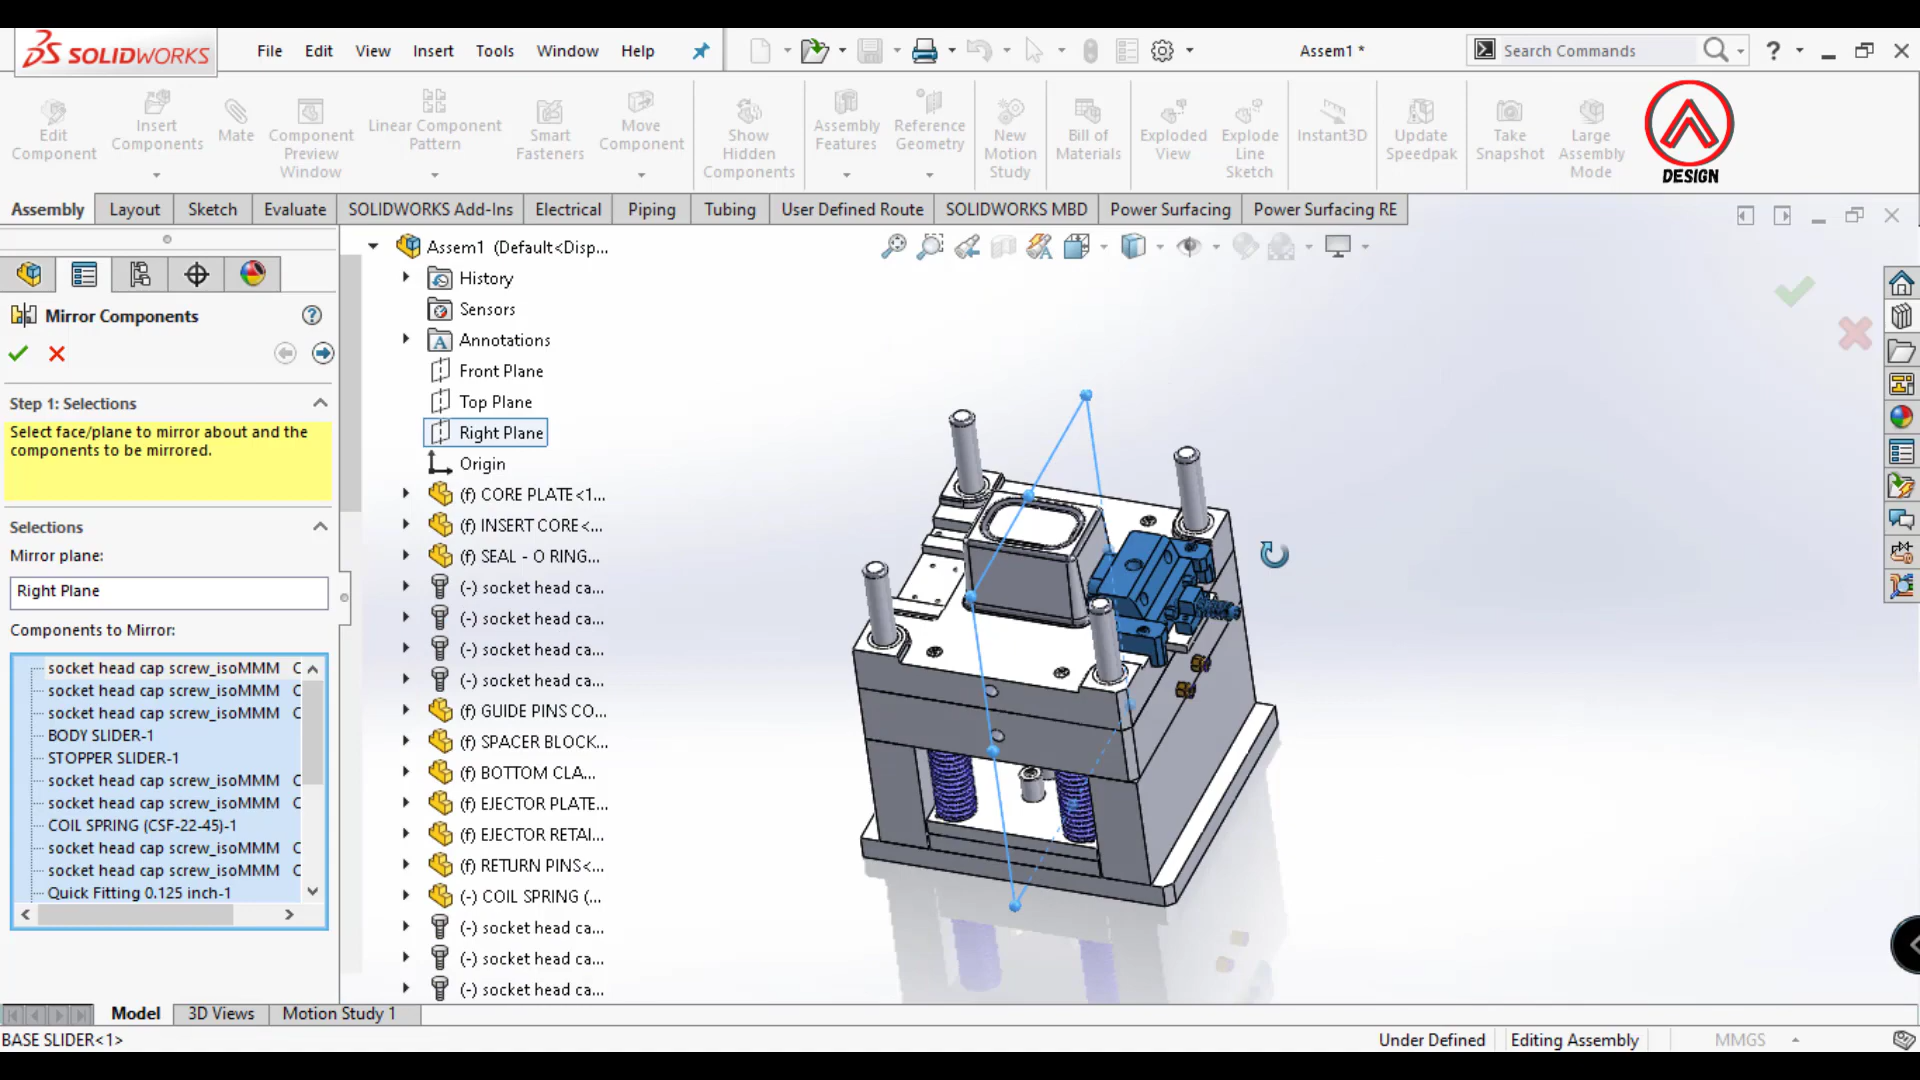 SOLIDWORKS
File Edit View Insert Tools Window Help
Assem1 *
Search Commands
?
Edit Component
Insert Components
Mate
Component Preview Window
Linear Component Pattern
Smart Fasteners
Move Component
Show Hidden Components
Assembly Features
Reference Geometry
New Motion Study
Bill of Materials
Exploded View
Explode Line Sketch
Instant3D
Update Speedpak
Take Snapshot
Large Assembly Mode
DESIGN
Assembly Layout Sketch Evaluate SOLIDWORKS Add-Ins Electrical Piping Tubing User Defined Route SOLIDWORKS MBD Power Surfacing Power Surfacing RE
Mirror Components
?
Step 1: Selections
Select face/plane to mirror about and the
components to be mirrored.
Selections
Mirror plane:
Right Plane
Components to Mirror:
socket head cap screw_isoMMM C
socket head cap screw_isoMMM C
socket head cap screw_isoMMM C
BODY SLIDER-1
STOPPER SLIDER-1
socket head cap screw_isoMMM C
socket head cap screw_isoMMM C
COIL SPRING (CSF-22-45)-1
socket head cap screw_isoMMM C
socket head cap screw_isoMMM C
Quick Fitting 0.125 inch-1
Assem1 (Default<Disp...
History
Sensors
Annotations
Front Plane
Top Plane
Right Plane
Origin
(f) CORE PLATE<1...
(f) INSERT CORE<...
(f) SEAL - O RING...
(-) socket head ca...
(-) socket head ca...
(-) socket head ca...
(-) socket head ca...
(f) GUIDE PINS CO...
(f) SPACER BLOCK...
(f) BOTTOM CLA...
(f) EJECTOR PLATE...
(f) EJECTOR RETAI...
(f) RETURN PINS<...
(-) COIL SPRING (...
(-) socket head ca...
(-) socket head ca...
(-) socket head ca...
Model 3D Views Motion Study 1
BASE SLIDER<1>
Under Defined
Editing Assembly
MMGS